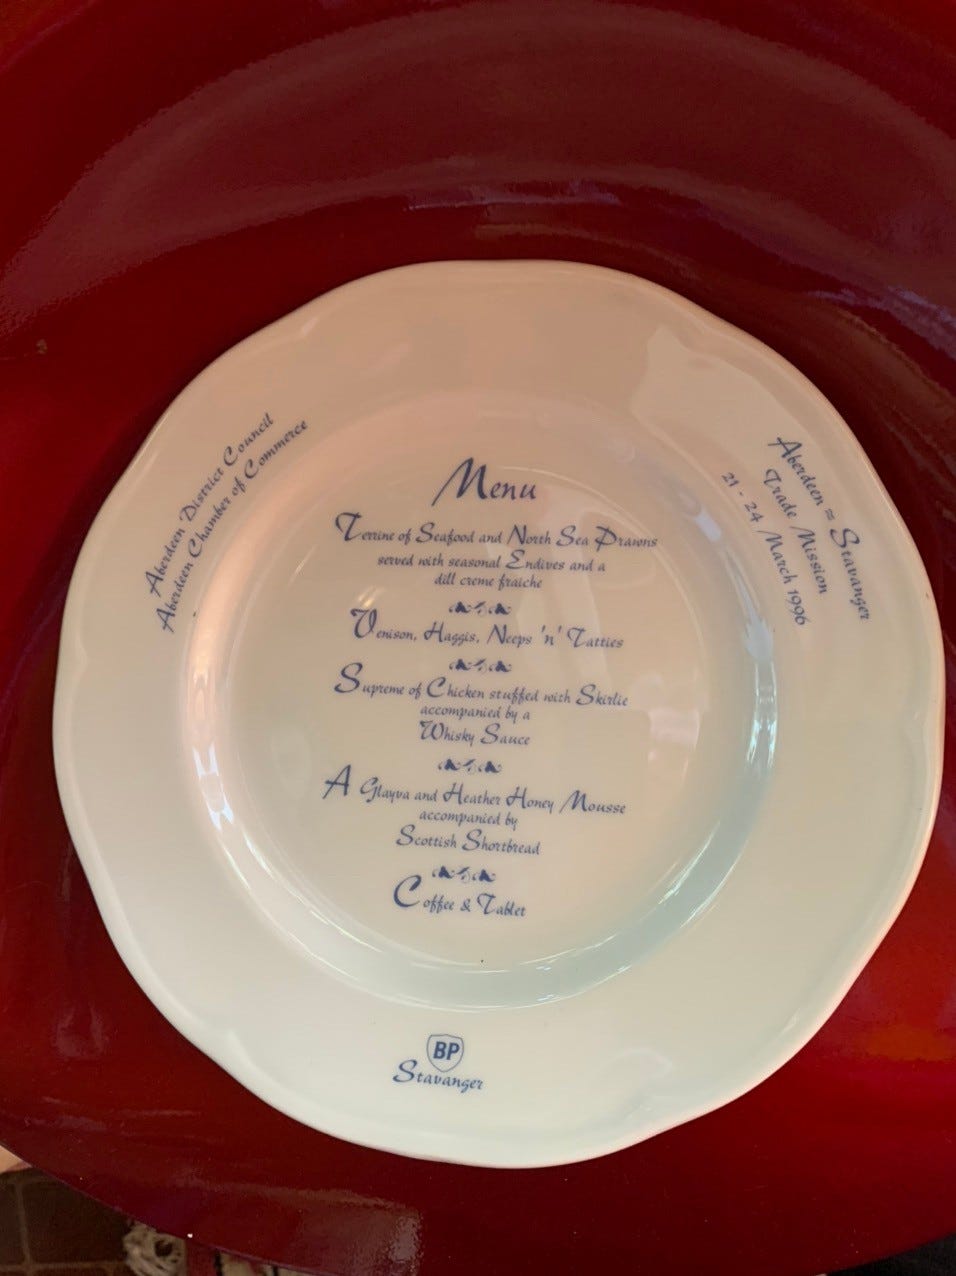 Aberdeen District Council
Aberdeen Chamber of Commerce
Aberdeen = Stavanger
Trade Mission
21 - 24 March 1996
Menu
Terrine of Seafood and North Sea Prawns
served with seasonal Endives and a
dill creme fraiche
Venison, Haggis, Neeps 'n' Tatties
Supreme of Chicken stuffed with Skirlie
accompanied by a
Whisky Sauce
A Glayva and Heather Honey Mousse
accompanied by
Scottish Shortbread
Coffee & Tablet
BP
Stavanger